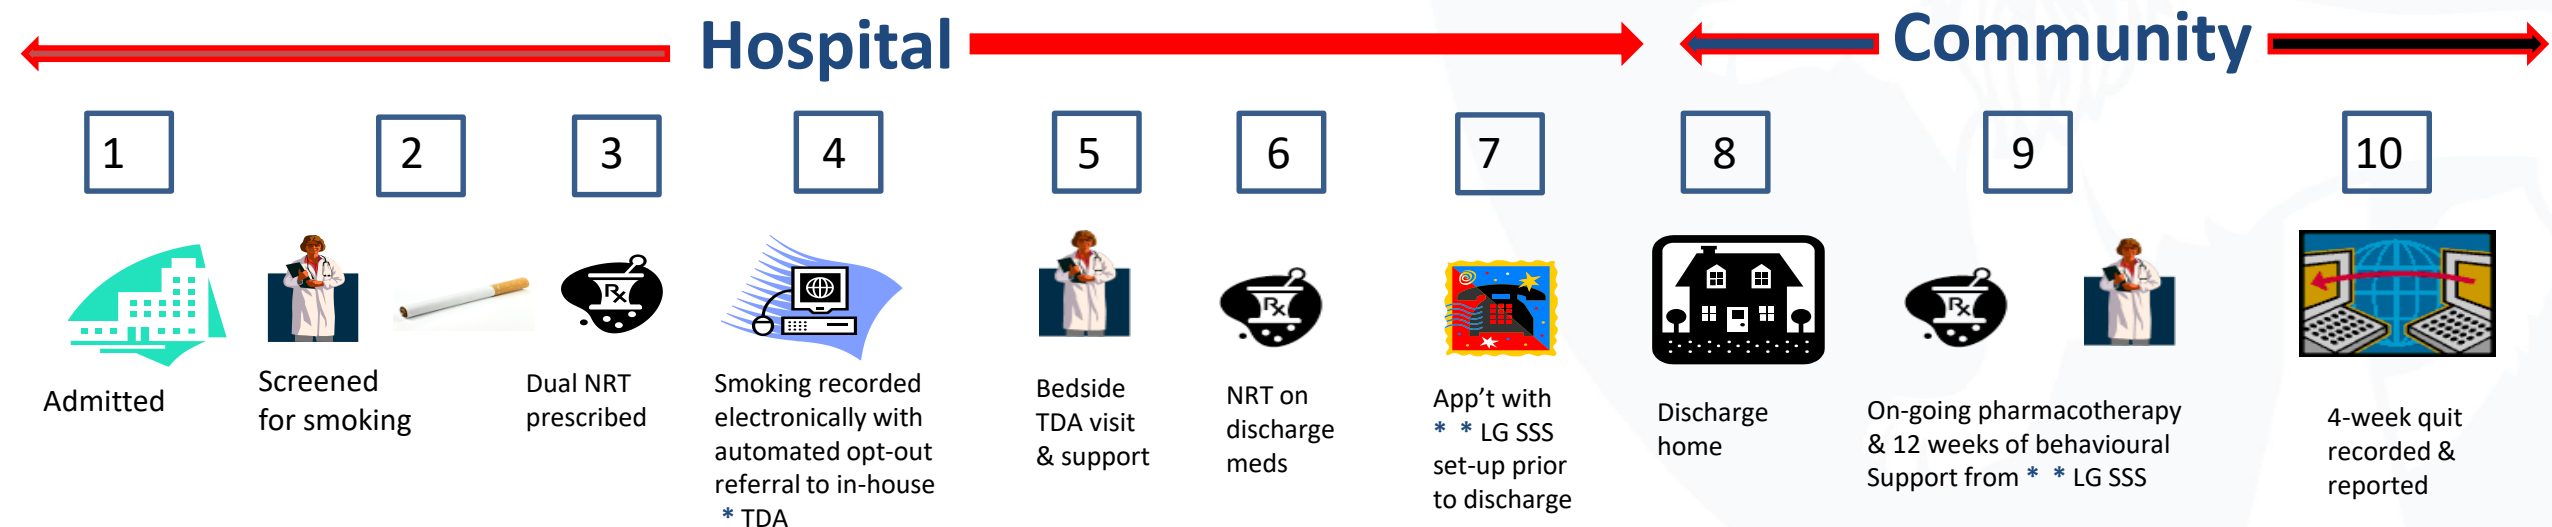 Hospital
Community
1
2
3
4
5
6
7
8
9
10
Admitted
Screened
for smoking
Dual NRT
prescribed
Smoking recorded
electronically with
automated opt-out
referral to in-house
* TDA
Bedside
TDA visit
& support
NRT on
discharge
meds
App’t with
* * LG SSS
set-up prior
to discharge
Discharge
home
On-going pharmacotherapy
& 12 weeks of behavioural
Support from * * LG SSS
4-week quit
recorded &
reported
Rx
Rx
Rx